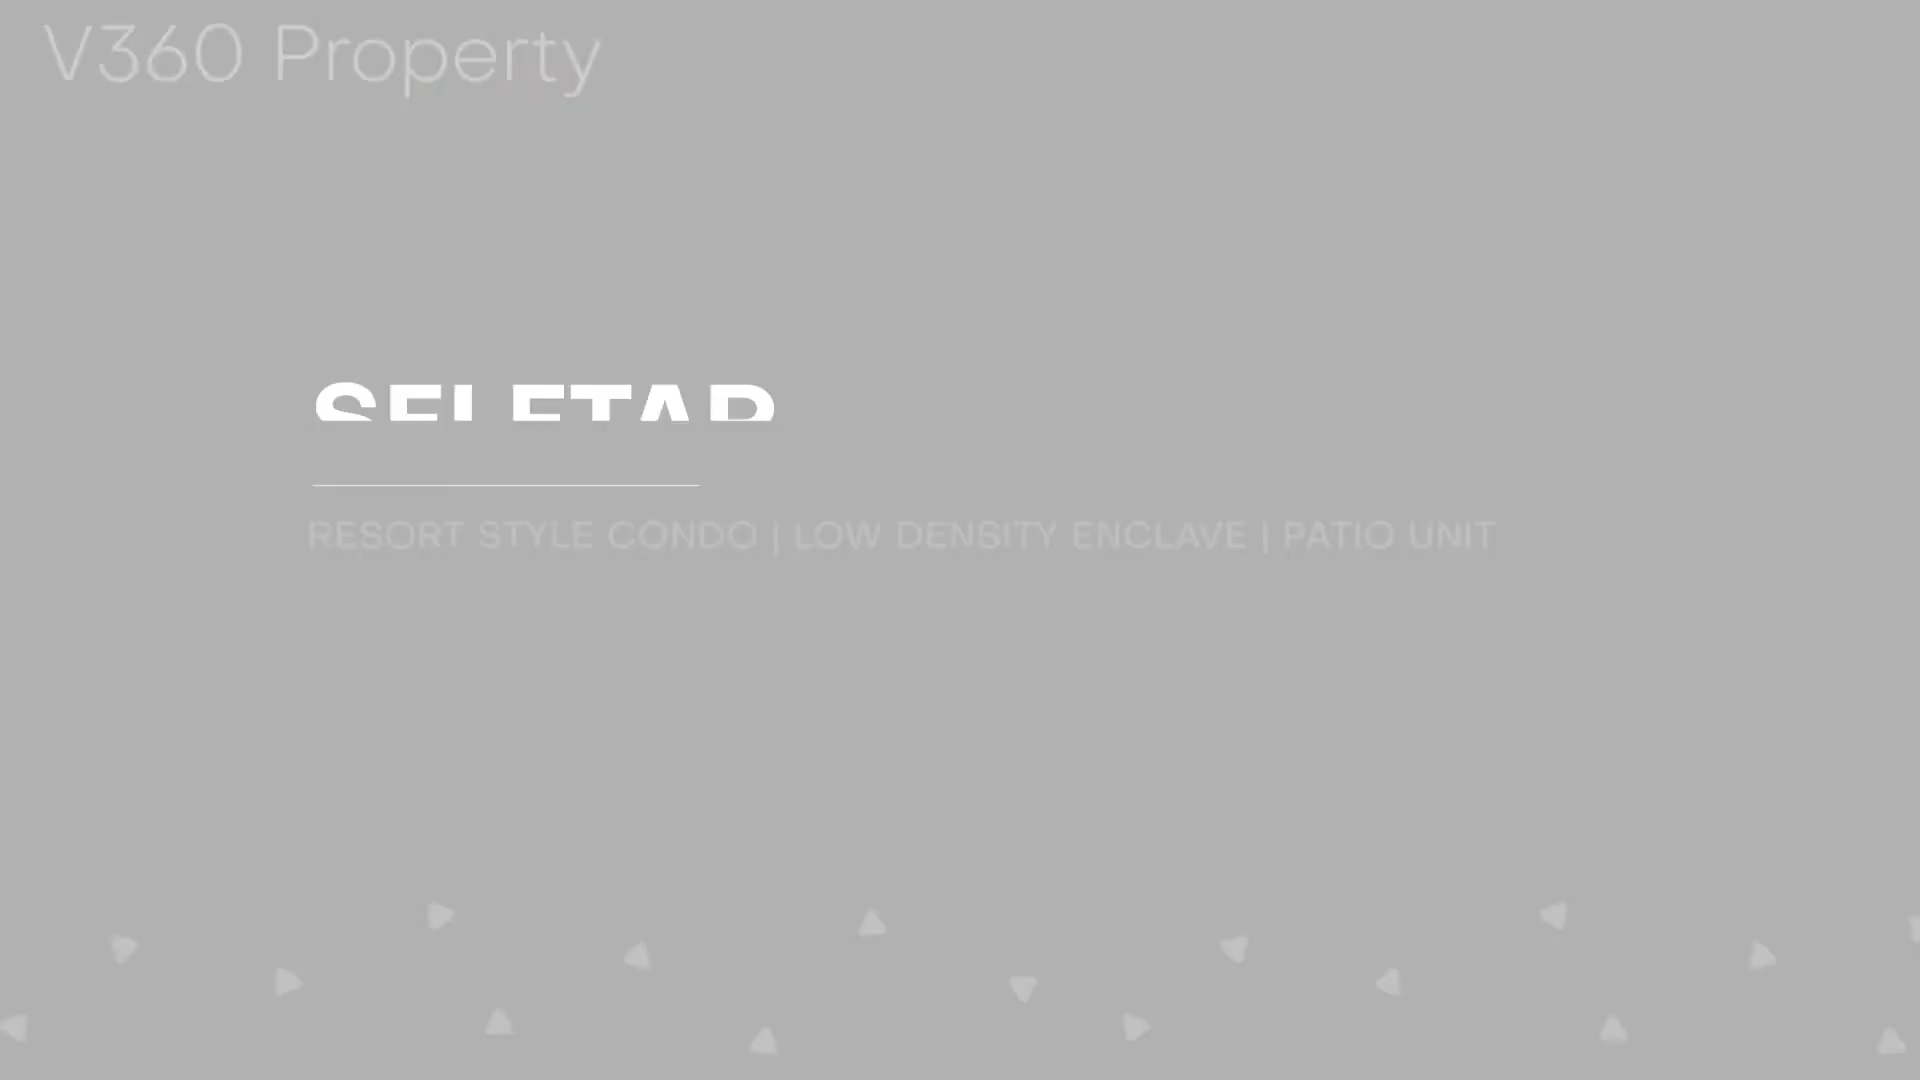 V360 Property
SELETAR
RESORT STYLE CONDO | LOW DENSITY ENCLAVE | PATIO UNIT